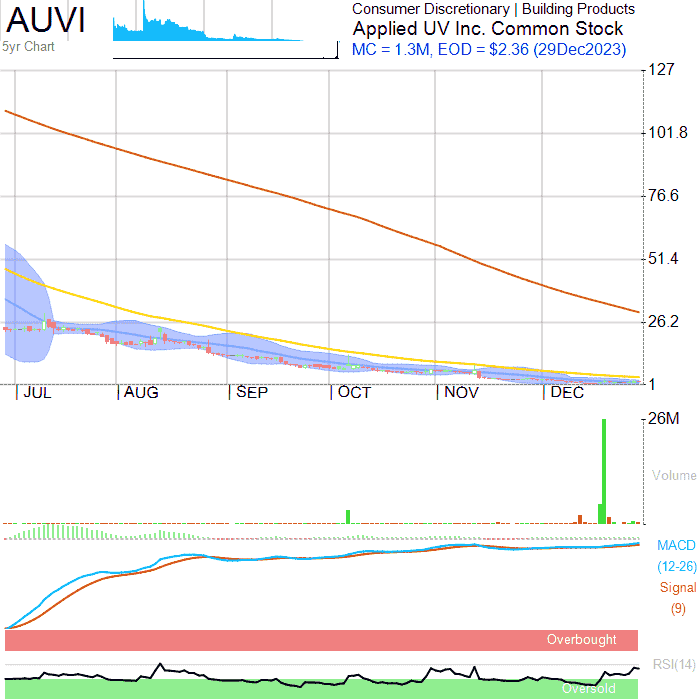 AUVI
5yr Chart
Consumer Discretionary | Building Products
Applied UV Inc. Common Stock
MC = 1.3M, EOD = $2.36 (29Dec2023)
127
101.8
76.6
51.4
26.2
1
JUL AUG SEP OCT NOV DEC
26M
Volume
MACD
(12-26)
Signal
(9)
Overbought
RSI(14)
Oversold